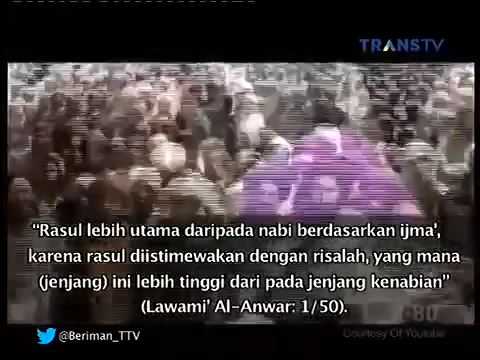 TRANSTV
“Rasul lebih utama daripada nabi berdasarkan ijma’,
karena rasul diistimewakan dengan risalah, yang mana
(jenjang) ini lebih tinggi dari pada jenjang kenabian”
(Lawami’ Al-Anwar: 1/50).
@Beriman_TTV
Courtesy Of Youtube